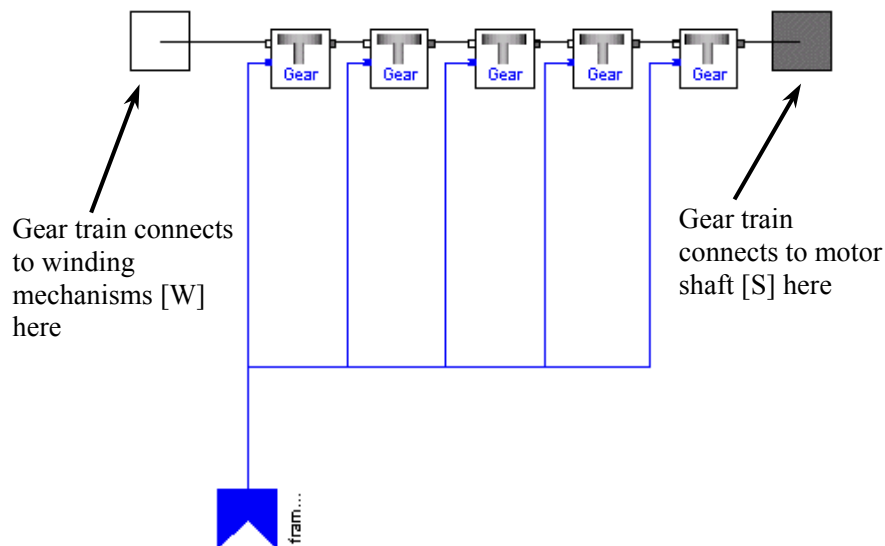 Gear
Gear
Gear
Gear
Gear
Gear train connects
to winding
mechanisms [W]
here
Gear train
connects to motor
shaft [S] here
fram...